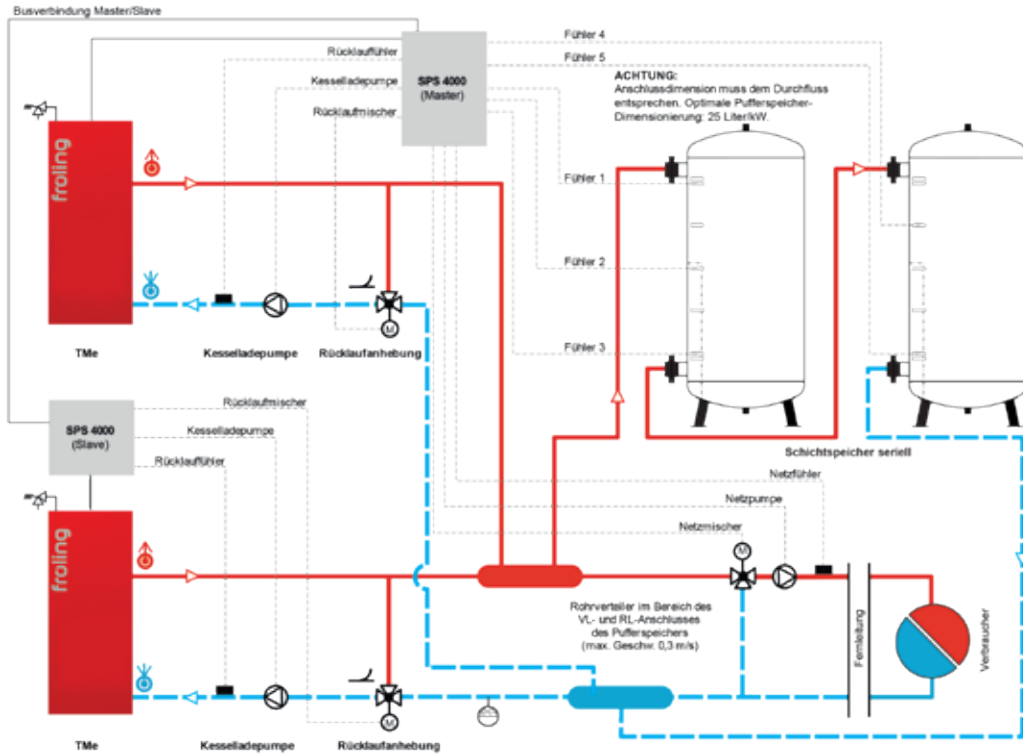 Busverbindung Master/Slave
Rücklauffühler
Kesselladepumpe
Rücklaufmischer
SPS 4000
(Master)
Fühler 4
Fühler 5
ACHTUNG:
Anschlussdimension muss dem Durchfluss
entsprechen. Optimale Pufferspeicher-
Dimensionierung: 25 Liter/kW.
Fühler 1
Fühler 2
Fühler 3
froling
M
TMe
Kesselladepumpe
Rücklaufanhebung
SPS 4000
(Slave)
Rücklaufmischer
Kesselladepumpe
Rücklauffühler
Schichtspeicher seriell
Netzfühler
Netzpumpe
Netzmischer
M
froling
Rohrverteiler im Bereich des
VL- und RL-Anschlusses
des Pufferspeichers
(max. Geschw. 0,3 m/s)
Fernleitung
Verbraucher
M
TMe
Kesselladepumpe
Rücklaufanhebung